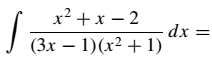 ∫ x² + x − 2 / (3x − 1)(x² + 1) dx =